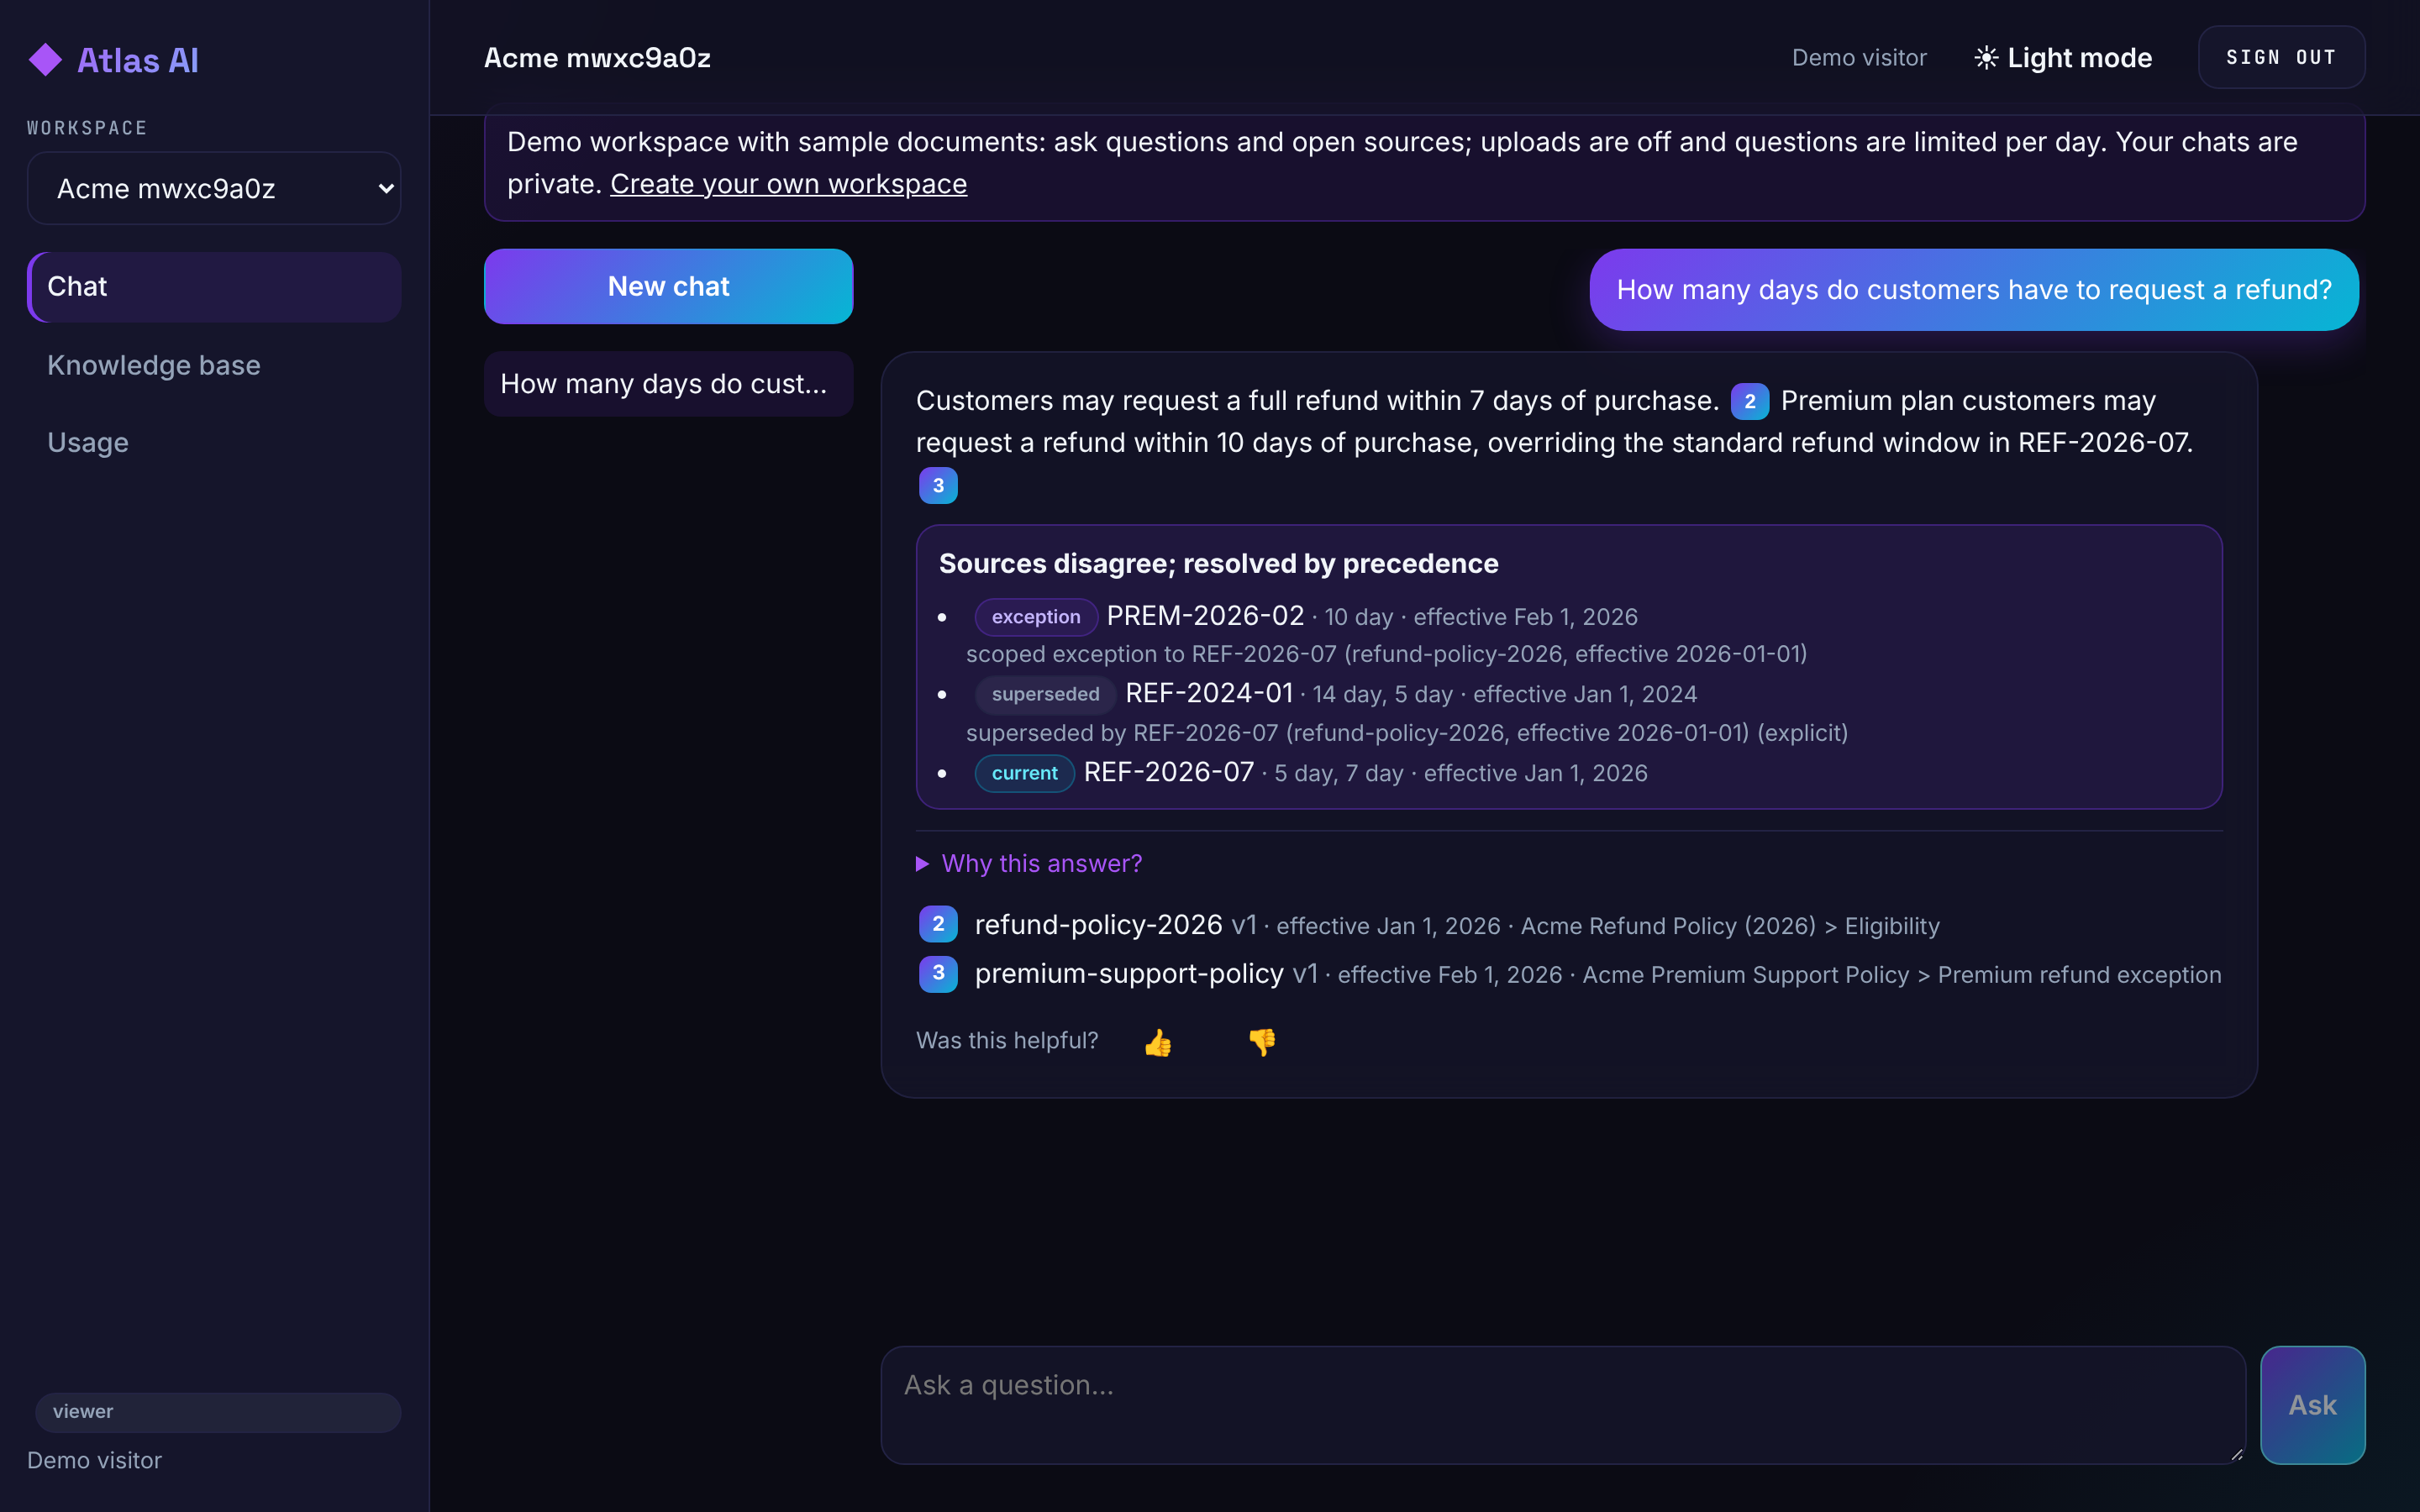 Atlas AI
WORKSPACE
Acme mwxc9a0z
Chat
Knowledge base
Usage
viewer
Demo visitor
Acme mwxc9a0z
Demo visitor
Light mode
SIGN OUT
Demo workspace with sample documents: ask questions and open sources; uploads are off and questions are limited per day. Your chats are
private. Create your own workspace
New chat
How many days do cust...
How many days do customers have to request a refund?
Customers may request a full refund within 7 days of purchase. 2 Premium plan customers may
request a refund within 10 days of purchase, overriding the standard refund window in REF-2026-07.
3
Sources disagree; resolved by precedence
exception PREM-2026-02 · 10 day · effective Feb 1, 2026
scoped exception to REF-2026-07 (refund-policy-2026, effective 2026-01-01)
superseded REF-2024-01 · 14 day, 5 day · effective Jan 1, 2024
superseded by REF-2026-07 (refund-policy-2026, effective 2026-01-01) (explicit)
current REF-2026-07 · 5 day, 7 day · effective Jan 1, 2026
Why this answer?
2 refund-policy-2026 v1 · effective Jan 1, 2026 · Acme Refund Policy (2026) > Eligibility
3 premium-support-policy v1 · effective Feb 1, 2026 · Acme Premium Support Policy > Premium refund exception
Was this helpful? 👍 👎
Ask a question...
Ask